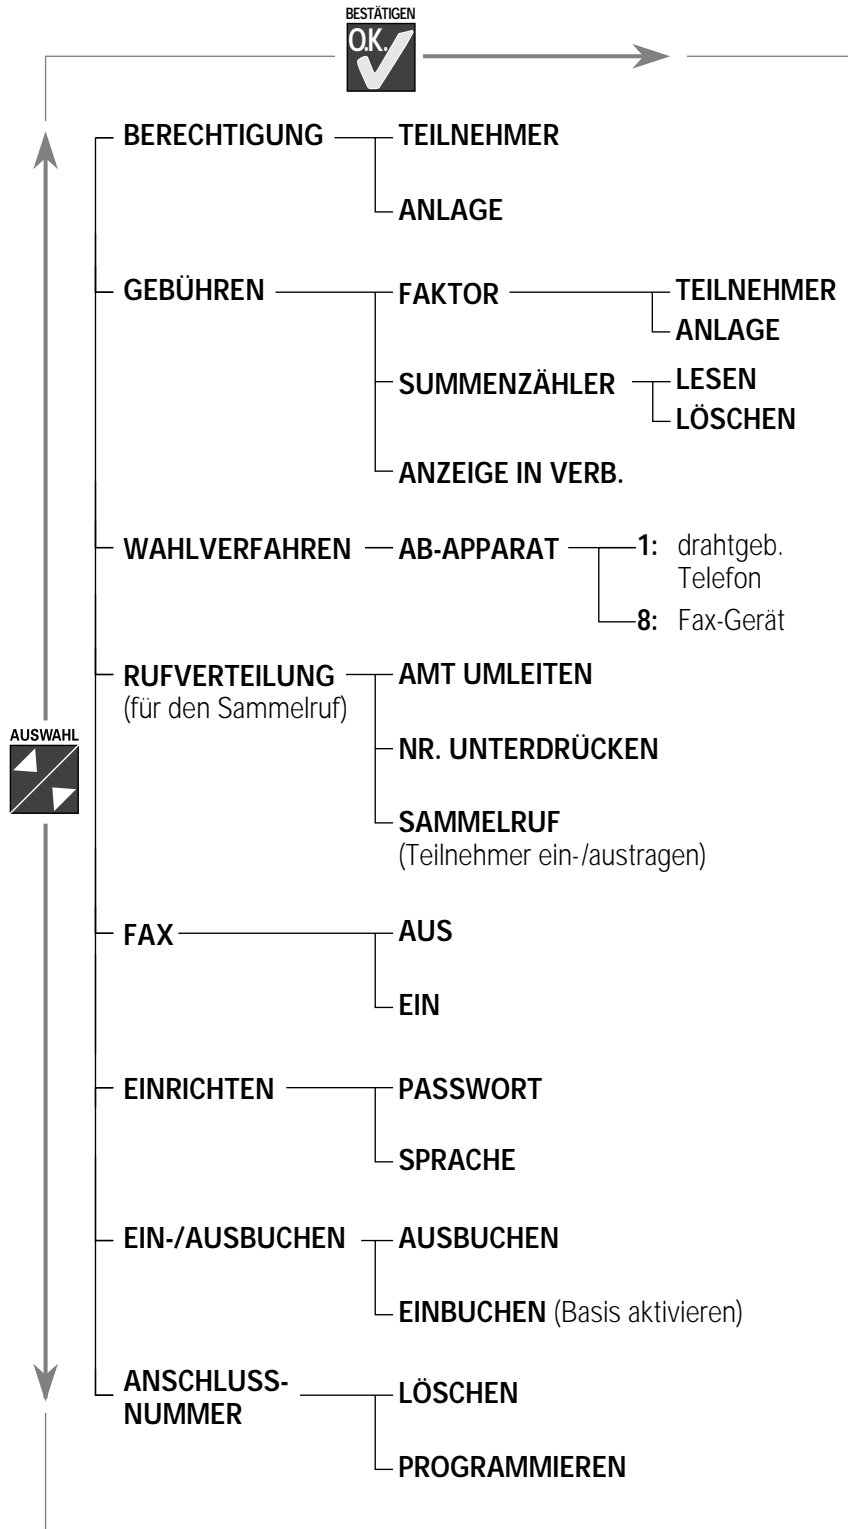 BESTÄTIGEN
O.K.
BERECHTIGUNG TEILNEHMER
ANLAGE
GEBÜHREN FAKTOR TEILNEHMER
ANLAGE
SUMMENZÄHLER LESEN
LÖSCHEN
ANZEIGE IN VERB.
WAHLVERFAHREN AB-APPARAT 1: drahtgeb.
Telefon
8: Fax-Gerät
RUFVERTEILUNG AMT UMLEITEN
(für den Sammelruf)
AUSWAHL
NR. UNTERDRÜCKEN
SAMMELRUF
(Teilnehmer ein-/austragen)
FAX AUS
EIN
EINRICHTEN PASSWORT
SPRACHE
EIN-/AUSBUCHEN AUSBUCHEN
EINBUCHEN (Basis aktivieren)
ANSCHLUSS-
NUMMER LÖSCHEN
PROGRAMMIEREN